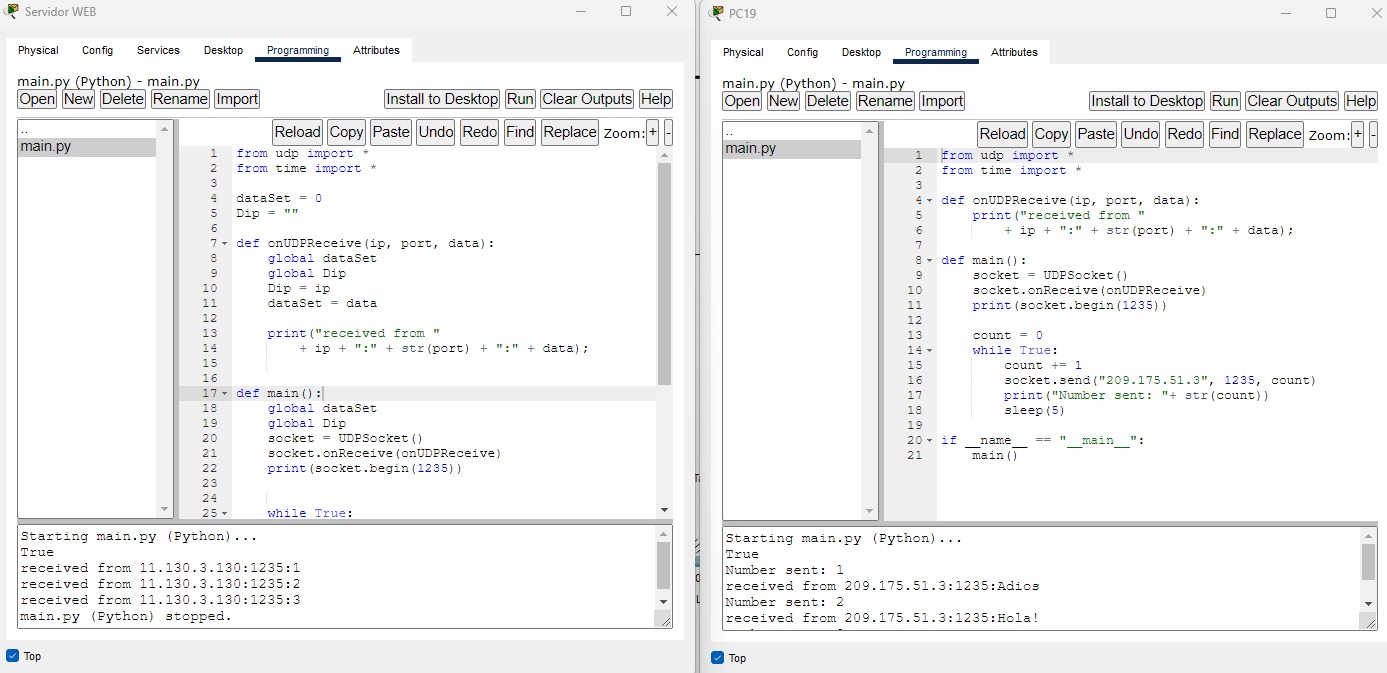 Servidor WEB
Physical Config Services Desktop Programming Attributes
main.py (Python) - main.py
Open New Delete Rename Import Install to Desktop Run Clear Outputs Help
..
main.py
Reload Copy Paste Undo Redo Find Replace Zoom: + -
1 from udp import *
2 from time import *
3
4 dataSet = 0
5 Dip = ""
6
7 def onUDPReceive(ip, port, data):
8 global dataSet
9 global Dip
10 Dip = ip
11 dataSet = data
12
13 print("received from "
14 + ip + ":" + str(port) + ":" + data);
15
16
17 def main():
18 global dataSet
19 global Dip
20 socket = UDPSocket()
21 socket.onReceive(onUDPReceive)
22 print(socket.begin(1235))
23
24
25 while True:
Starting main.py (Python)...
True
received from 11.130.3.130:1235:1
received from 11.130.3.130:1235:2
received from 11.130.3.130:1235:3
main.py (Python) stopped.
Top
PC19
Physical Config Desktop Programming Attributes
main.py (Python) - main.py
Open New Delete Rename Import Install to Desktop Run Clear Outputs Help
..
main.py
Reload Copy Paste Undo Redo Find Replace Zoom: + -
1 from udp import *
2 from time import *
3
4 def onUDPReceive(ip, port, data):
5 print("received from "
6 + ip + ":" + str(port) + ":" + data);
7
8 def main():
9 socket = UDPSocket()
10 socket.onReceive(onUDPReceive)
11 print(socket.begin(1235))
12
13 count = 0
14 while True:
15 count += 1
16 socket.send("209.175.51.3", 1235, count)
17 print("Number sent: "+ str(count))
18 sleep(5)
19
20 if __name__ == "__main__":
21 main()
Starting main.py (Python)...
True
Number sent: 1
received from 209.175.51.3:1235:Adios
Number sent: 2
received from 209.175.51.3:1235:Hola!
Top